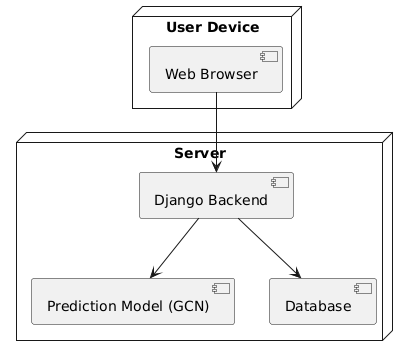 User Device
Web Browser
Server
Django Backend
Prediction Model (GCN)
Database